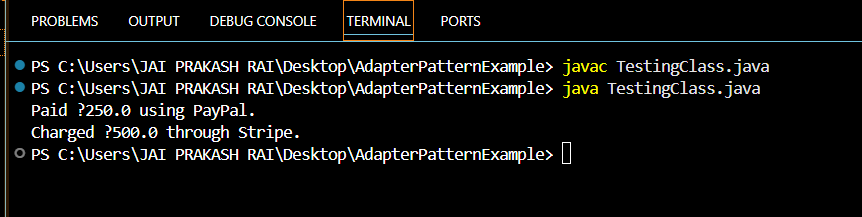 PROBLEMS OUTPUT DEBUG CONSOLE TERMINAL PORTS
PS C:\Users\JAI PRAKASH RAI\Desktop\AdapterPatternExample> javac TestingClass.java
PS C:\Users\JAI PRAKASH RAI\Desktop\AdapterPatternExample> java TestingClass.java
Paid ?250.0 using PayPal.
Charged ?500.0 through Stripe.
PS C:\Users\JAI PRAKASH RAI\Desktop\AdapterPatternExample>